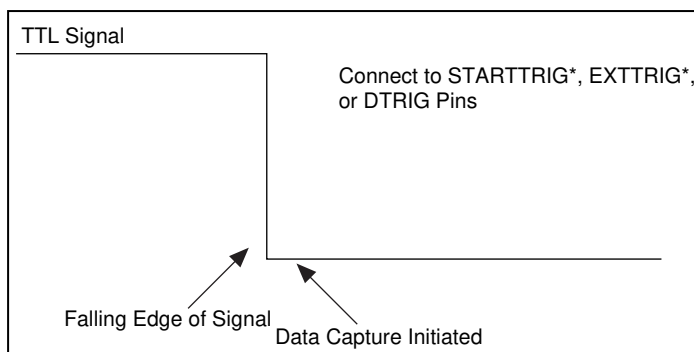 TTL Signal
Connect to STARTTRIG*, EXTTRIG*,
or DTRIG Pins
Falling Edge of Signal
Data Capture Initiated